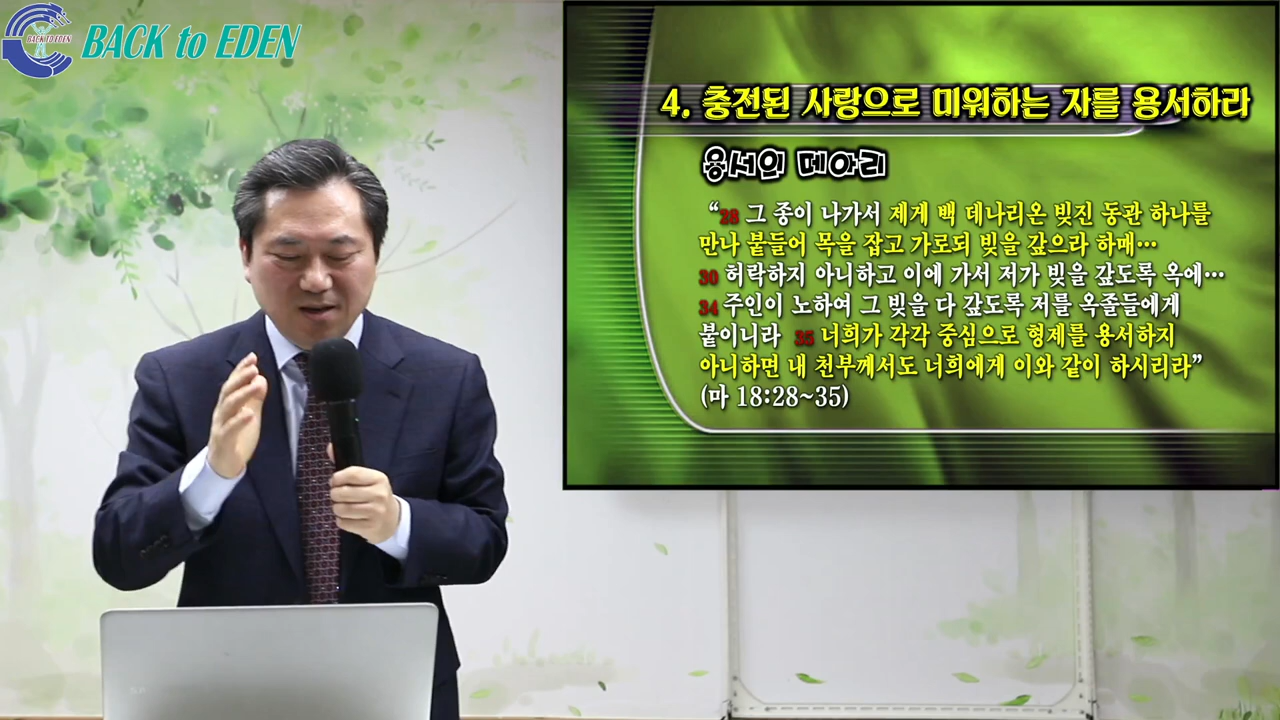 BACK TO EDEN
BACK to EDEN
4. 충전된 사랑으로 미워하는 자를 용서하라
용서의 메아리
“28 그 종이 나가서 제게 백 데나리온 빚진 동관 하나를
만나 붙들어 목을 잡고 가로되 빚을 갚으라 하매…
30 허락하지 아니하고 이에 가서 저가 빚을 갚도록 옥에…
34 주인이 노하여 그 빚을 다 갚도록 저를 옥졸들에게
붙이니라 35 너희가 각각 중심으로 형제를 용서하지
아니하면 내 천부께서도 너희에게 이와 같이 하시리라”
(마 18:28~35)